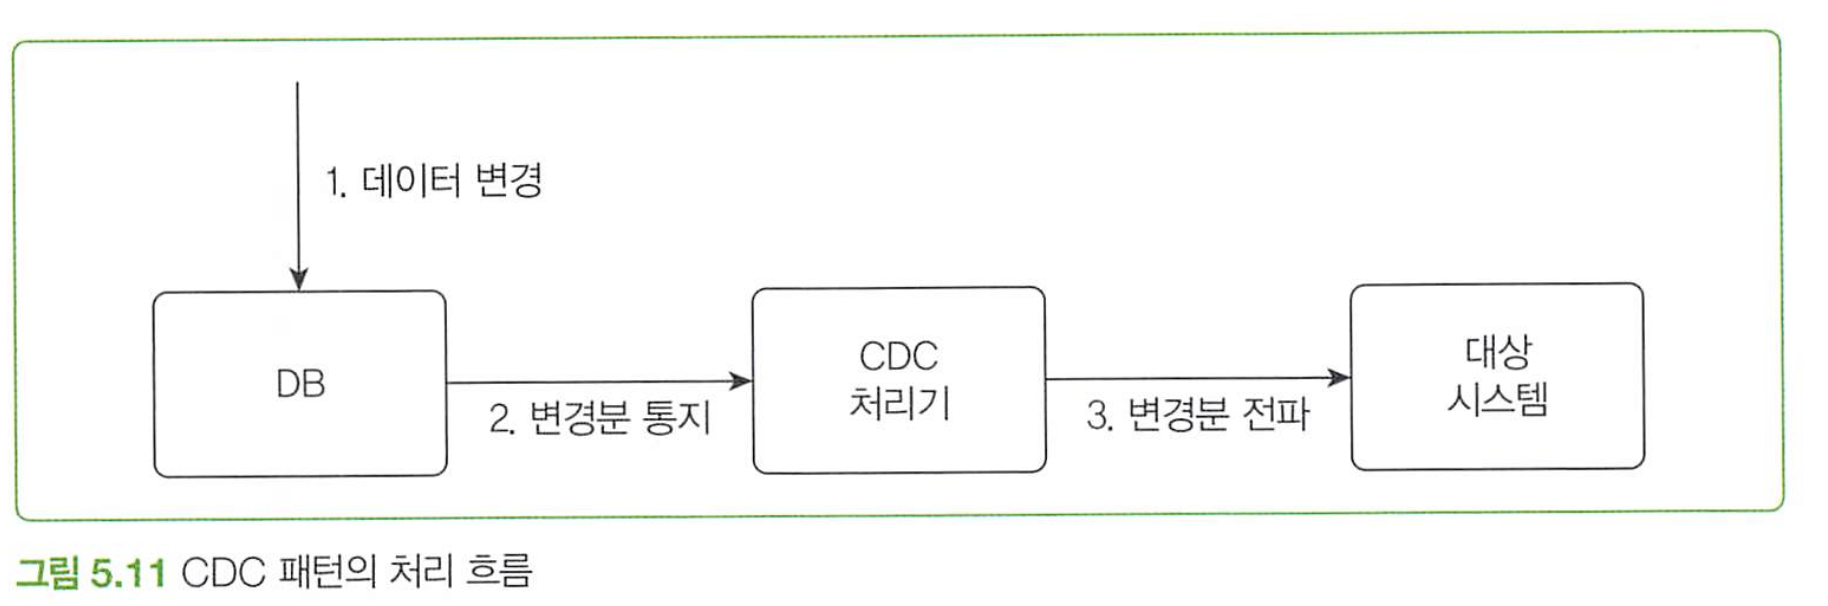 1. 데이터 변경
DB
2. 변경분 통지
CDC
처리기
3. 변경분 전파
대상
시스템
그림 5.11 CDC 패턴의 처리 흐름